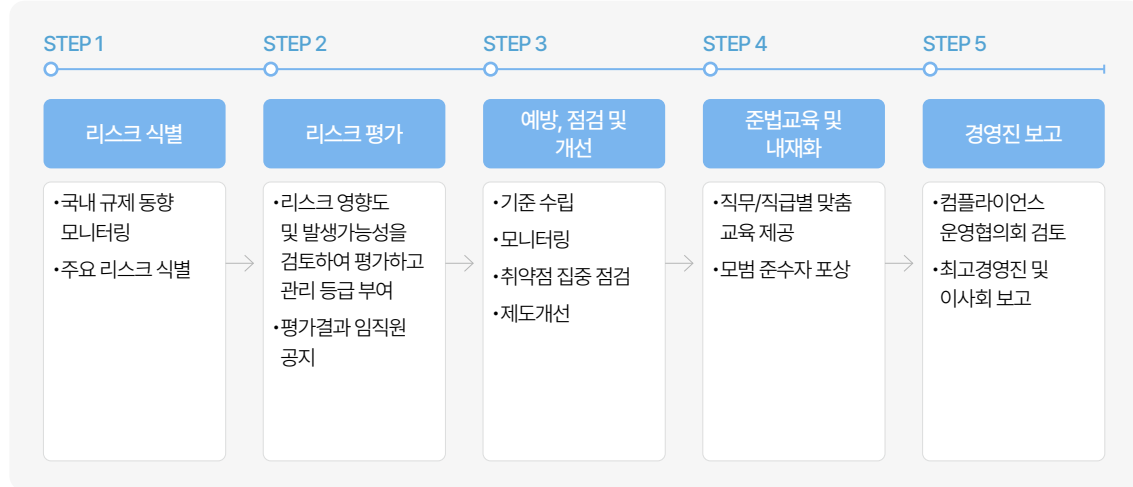 STEP 1
리스크 식별
•국내 규제 동향
모니터링
•주요 리스크 식별
STEP 2
리스크 평가
•리스크 영향도
및 발생가능성을
검토하여 평가하고
관리 등급 부여
•평가결과 임직원
공지
STEP 3
예방, 점검 및
개선
•기준 수립
•모니터링
•취약점 집중 점검
•제도개선
STEP 4
준법교육 및
내재화
•직무/직급별 맞춤
교육 제공
•모범 준수자 포상
STEP 5
경영진 보고
•컴플라이언스
운영협의회 검토
•최고경영진 및
이사회 보고